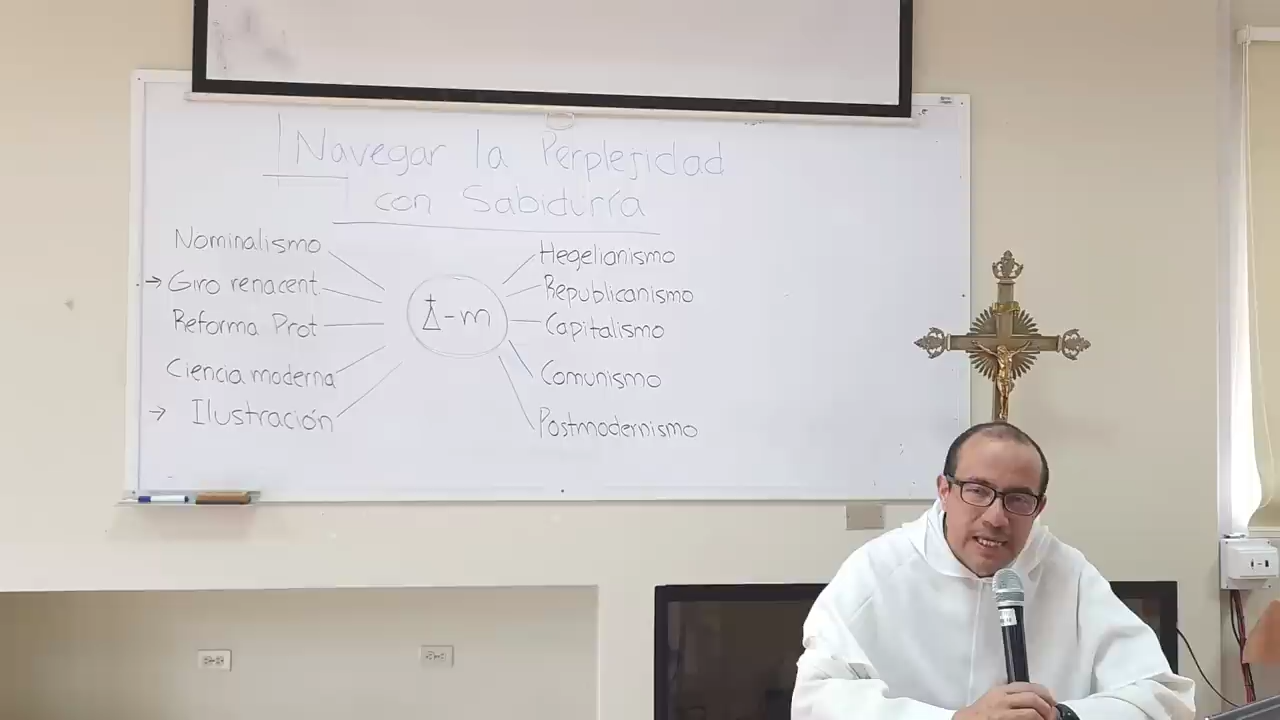 Navegar la Perplejidad
con Sabiduría
Nominalismo
→ Giro renacent.
Reforma Prot
Ciencia moderna
→ Ilustración
-m
Hegelianismo
Republicanismo
Capitalismo
Comunismo
Postmodernismo